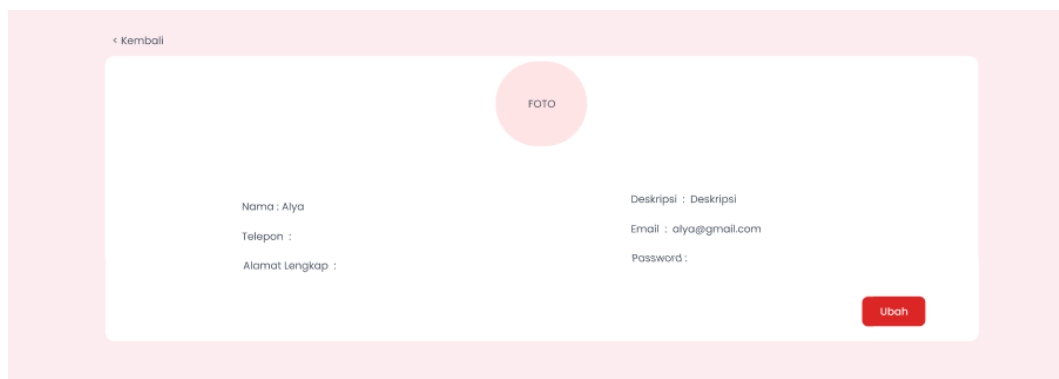 < Kembali
FOTO
Nama : Alya
Telepon :
Alamat Lengkap :
Deskripsi : Deskripsi
Email : alya@gmail.com
Password :
Ubah